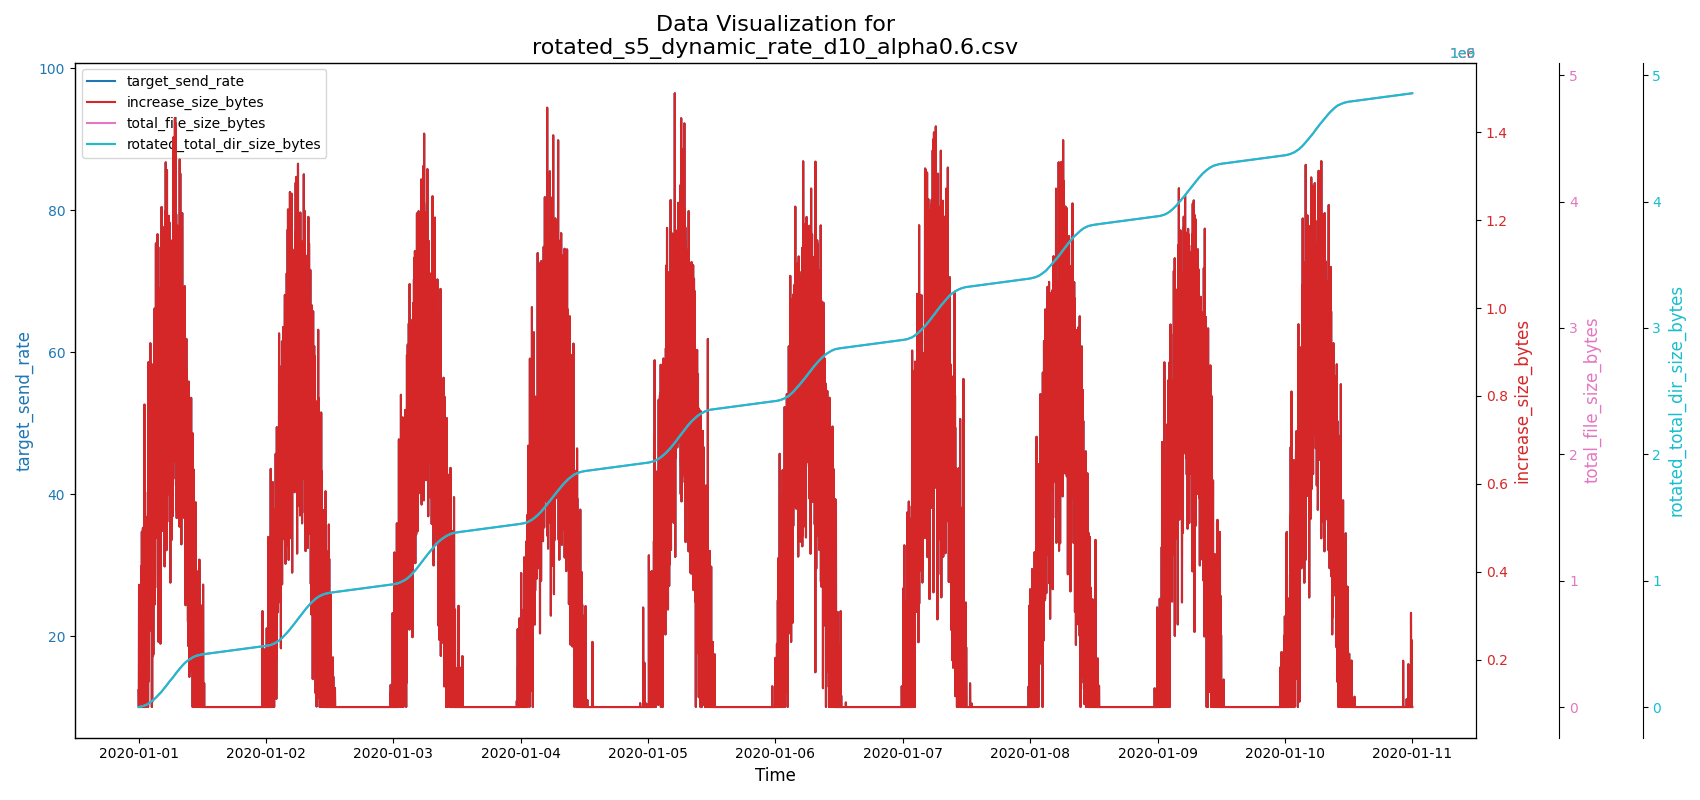 Data Visualization for
rotated_s5_dynamic_rate_d10_alpha0.6.csv
target_send_rate
increase_size_bytes
total_file_size_bytes
rotated_total_dir_size_bytes
100
80
60
40
20
target_send_rate
1.4
1.2
1.0
0.8
0.6
0.4
0.2
increase_size_bytes
5
4
3
2
1
0
total_file_size_bytes
5
4
3
2
1
0
rotated_total_dir_size_bytes
2020-01-01 2020-01-02 2020-01-03 2020-01-04 2020-01-05 2020-01-06 2020-01-07 2020-01-08 2020-01-09 2020-01-10 2020-01-11
Time